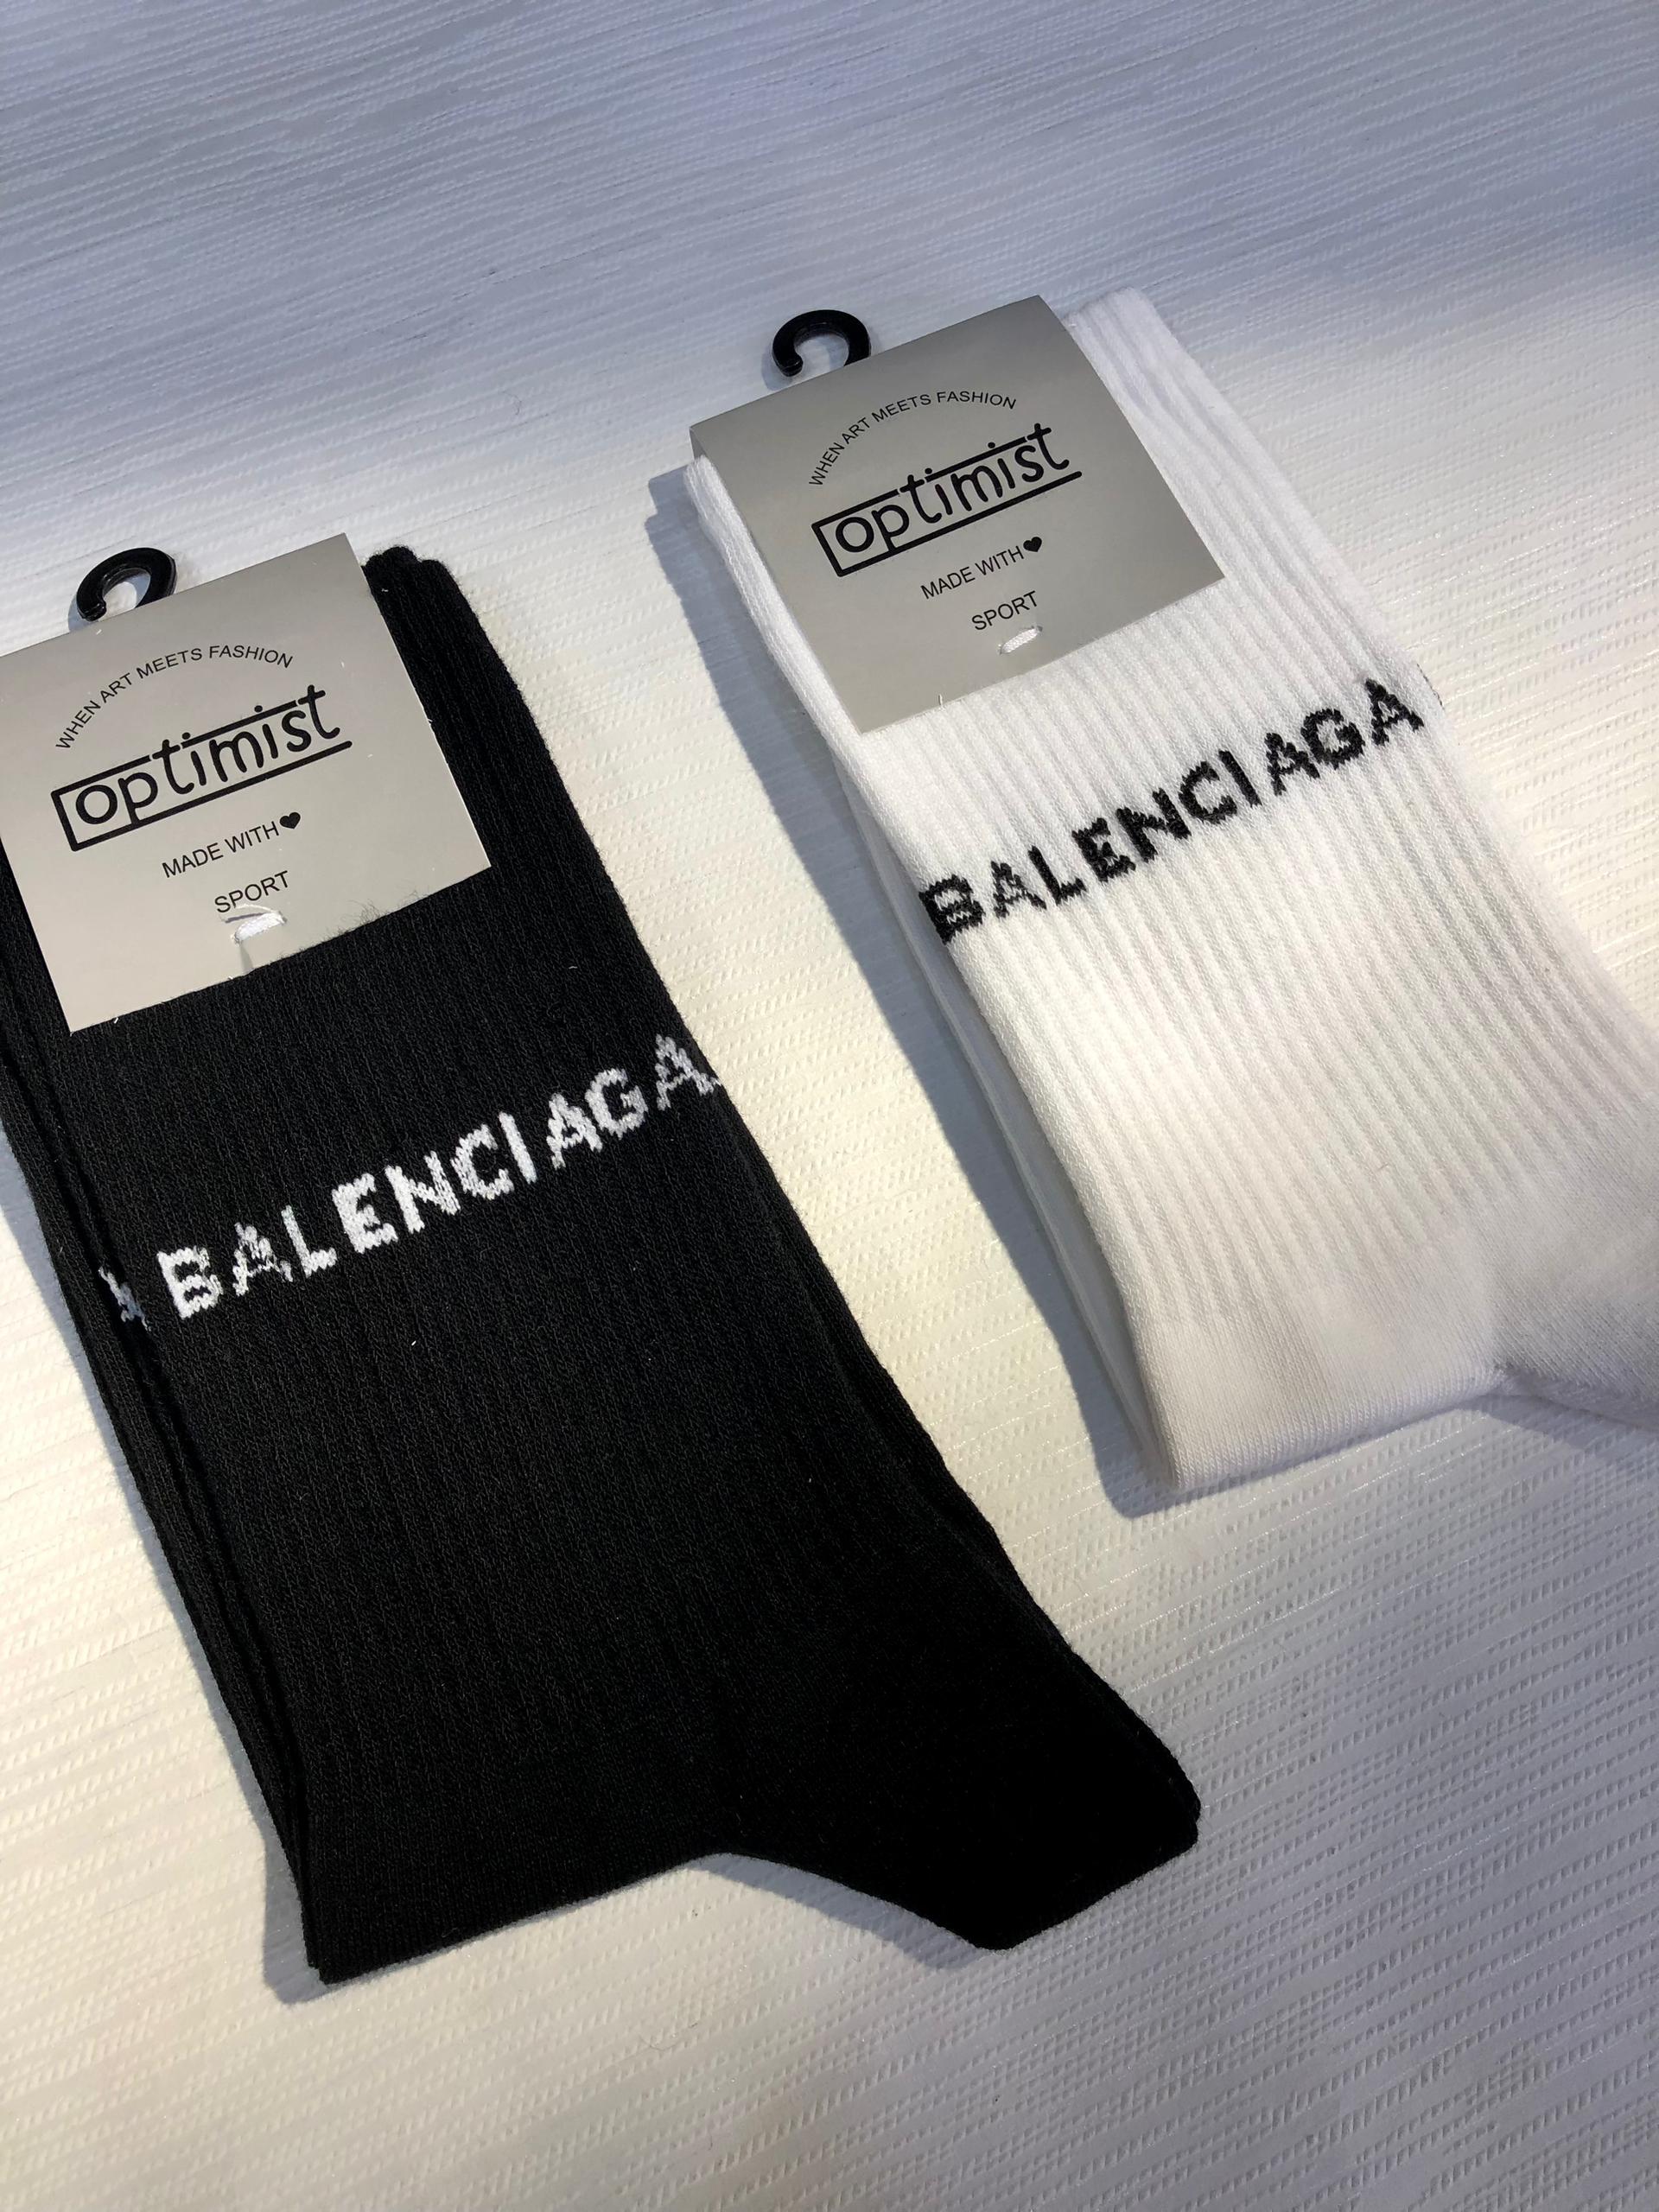 WHEN ART MEETS FASHION
optimist
MADE WITH ♥
SPORT
BALENCIAGA
WHEN ART MEETS FASHION
optimist
MADE WITH ♥
SPORT
A BALENCIAGA